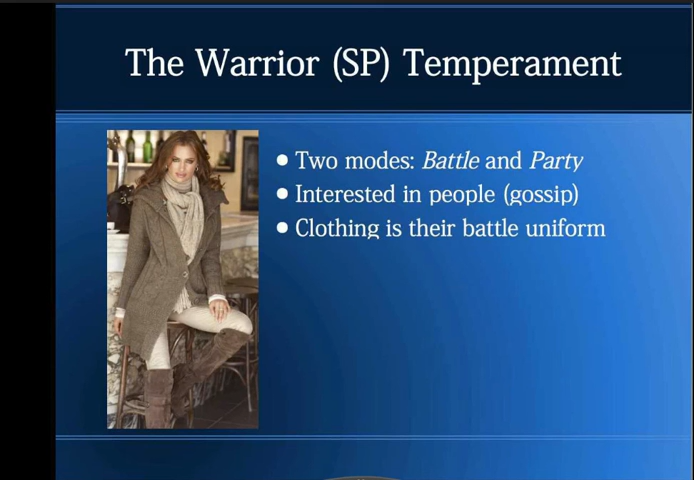 The Warrior (SP) Temperament
Two modes: Battle and Party
Interested in people (gossip)
Clothing is their battle uniform